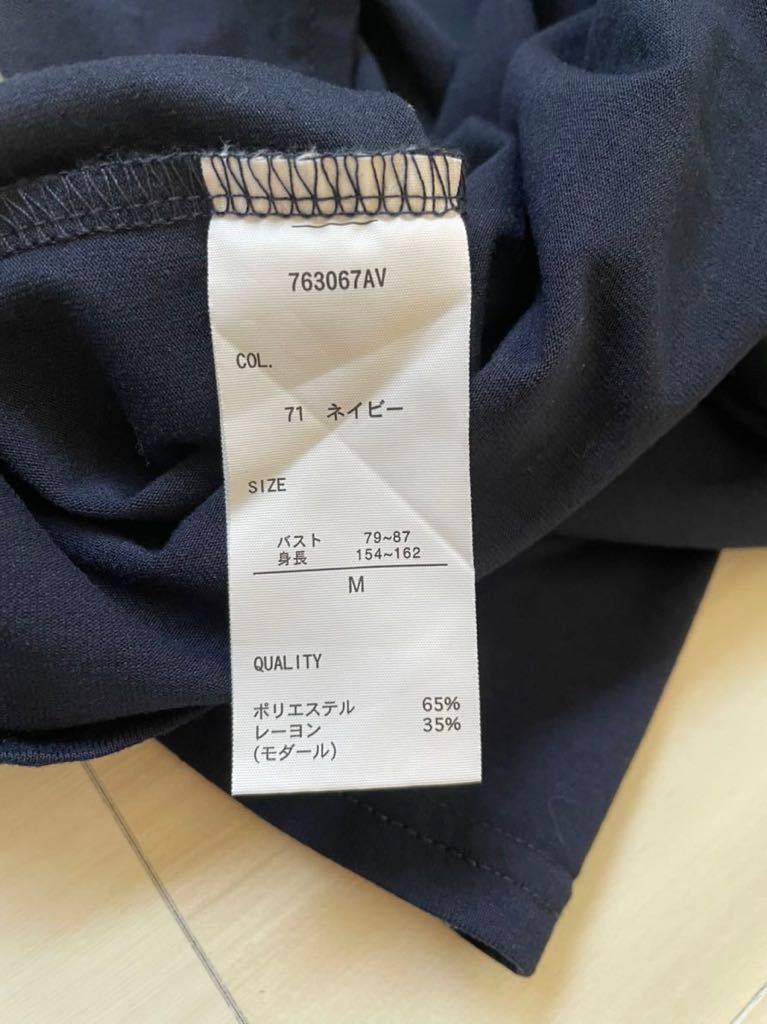 763067AV
COL.
71 ネイビー
SIZE
バスト 79~87
身長 154~162
M
QUALITY
ポリエステル 65%
レーヨン 35%
(モダール)